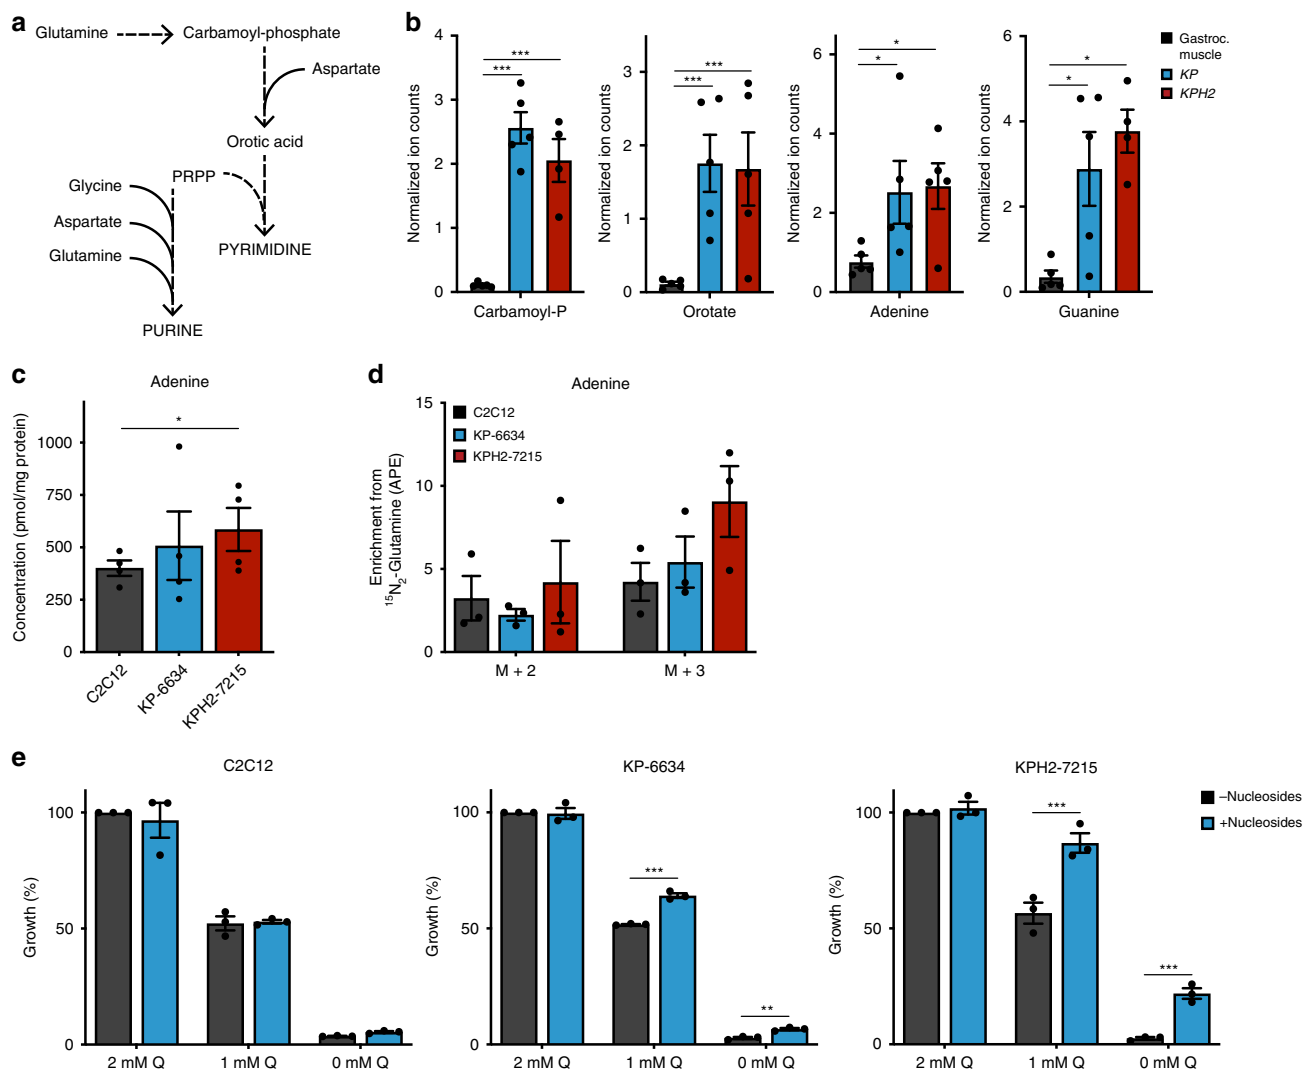 a
Glutamine
Carbamoyl-phosphate
Aspartate
Orotic acid
PRPP
Glycine
Aspartate
Glutamine
PYRIMIDINE
PURINE
b
Normalized ion counts
4
3
2
1
0
***
***
Carbamoyl-P
Normalized ion counts
3
2
1
0
***
***
Orotate
Normalized ion counts
6
4
2
0
*
*
Adenine
Normalized ion counts
6
4
2
0
*
*
Guanine
Gastroc.
muscle
KP
KPH2
c
Adenine
Concentration (pmol/mg protein)
1000
750
500
250
0
*
C2C12
KP-6634
KPH2-7215
d
Adenine
Enrichment from
¹⁵N₂-Glutamine (APE)
15
10
5
0
C2C12
KP-6634
KPH2-7215
M + 2
M + 3
e
C2C12
Growth (%)
100
50
0
2 mM Q
1 mM Q
0 mM Q
KP-6634
Growth (%)
100
50
0
***
**
2 mM Q
1 mM Q
0 mM Q
KPH2-7215
Growth (%)
100
50
0
***
***
2 mM Q
1 mM Q
0 mM Q
–Nucleosides
+Nucleosides